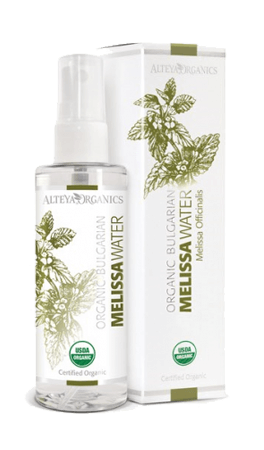 ALTEYA ORGANICS
ORGANIC BULGARIAN
MELISSA WATER
USDA
ORGANIC
Certified Organic
ALTEYA ORGANICS
ORGANIC BULGARIAN
MELISSA WATER
Melissa Officinalis
USDA
ORGANIC
Certified Organic